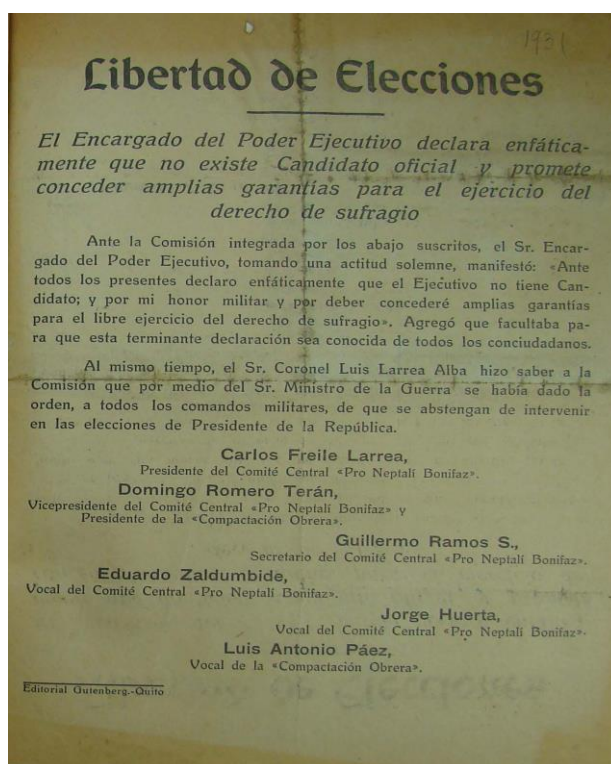 1931
Libertad de Elecciones
El Encargado del Poder Ejecutivo declara enfática-
mente que no existe Candidato oficial y promete
conceder amplias garantías para el ejercicio del
derecho de sufragio
Ante la Comisión integrada por los abajo suscritos, el Sr. Encar-
gado del Poder Ejecutivo, tomando una actitud solemne, manifestó: «Ante
todos los presentes declaro enfáticamente que el Ejecutivo no tiene Can-
didato; y por mi honor militar y por deber concederé amplias garantías
para el libre ejercicio del derecho de sufragio». Agregó que facultaba pa-
ra que esta terminante declaración sea conocida de todos los conciudadanos.
Al mismo tiempo, el Sr. Coronel Luis Larrea Alba hizo saber a la
Comisión que por medio del Sr. Ministro de la Guerra se había dado la
orden, a todos los comandos militares, de que se abstengan de intervenir
en las elecciones de Presidente de la República.
Carlos Freile Larrea,
Presidente del Comité Central «Pro Neptalí Bonifaz».
Domingo Romero Terán,
Vicepresidente del Comité Central «Pro Neptalí Bonifaz» y
Presidente de la «Compactación Obrera».
Guillermo Ramos S.,
Secretario del Comité Central «Pro Neptalí Bonifaz».
Eduardo Zaldumbide,
Vocal del Comité Central «Pro Neptalí Bonifaz».
Jorge Huerta,
Vocal del Comité Central «Pro Neptalí Bonifaz».
Luis Antonio Páez,
Vocal de la «Compactación Obrera».
Editorial Gutenberg.-Quito